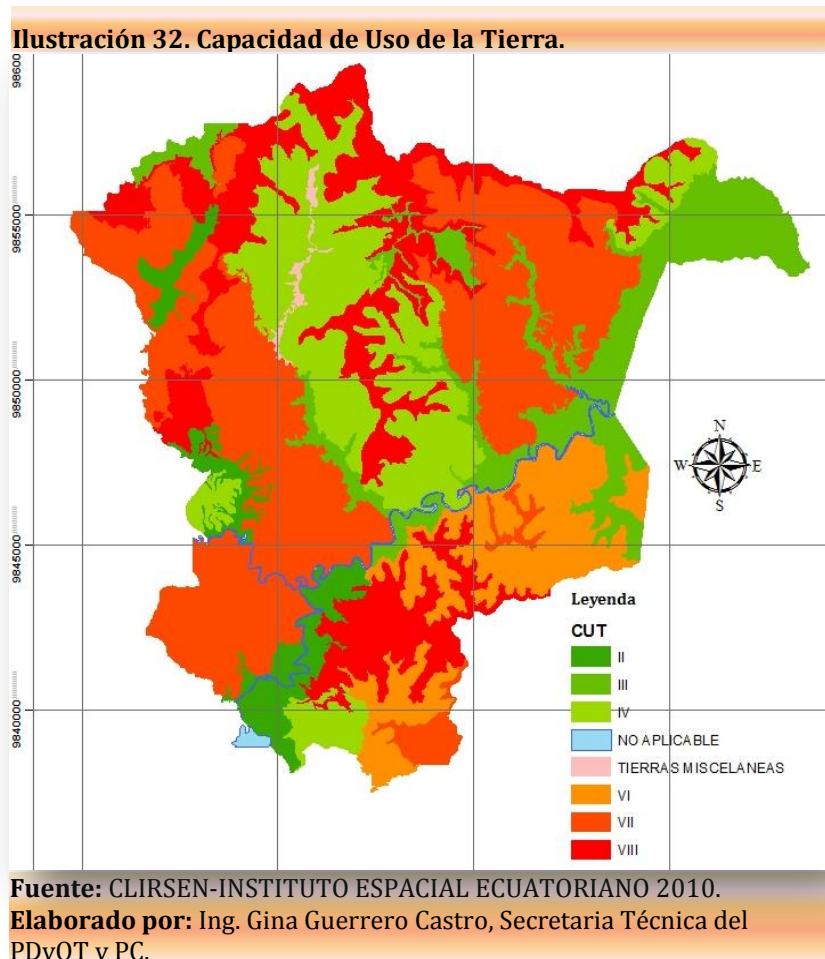 Ilustración 32. Capacidad de Uso de la Tierra.
98600
9855000
9850000
9845000
9840000
N
W E
S
Leyenda
CUT
II
III
IV
NO APLICABLE
TIERRAS MISCELANEAS
VI
VII
VIII
Fuente: CLIRSEN-INSTITUTO ESPACIAL ECUATORIANO 2010.
Elaborado por: Ing. Gina Guerrero Castro, Secretaria Técnica del
PDyOT y PC.